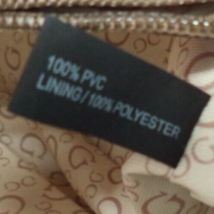 100% PVC
LINING/100% POLYESTER